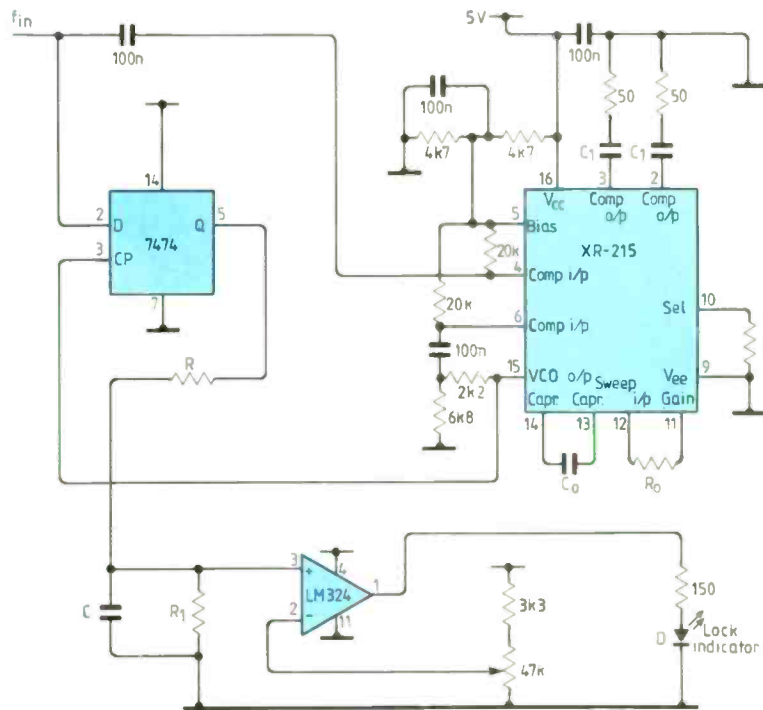 fin
100n
5V
100n
50
50
100n
4k7
4k7
C1
C1
14
16
3
2
VCC
Comp o/p
Comp o/p
2
D
Q
5
7474
3
CP
7
5
Bias
XR-215
20k
4
Comp i/p
Sel
10
20k
6
Comp i/p
100n
15
VCO o/p
Vee
9
2k2
Sweep
Capr.
Capr.
i/p
Gain
R
6k8
14
13
12
11
Co
Ro
3
+
4
LM324
1
2
-
11
C
R1
3k3
47k
150
D
Lock
indicator